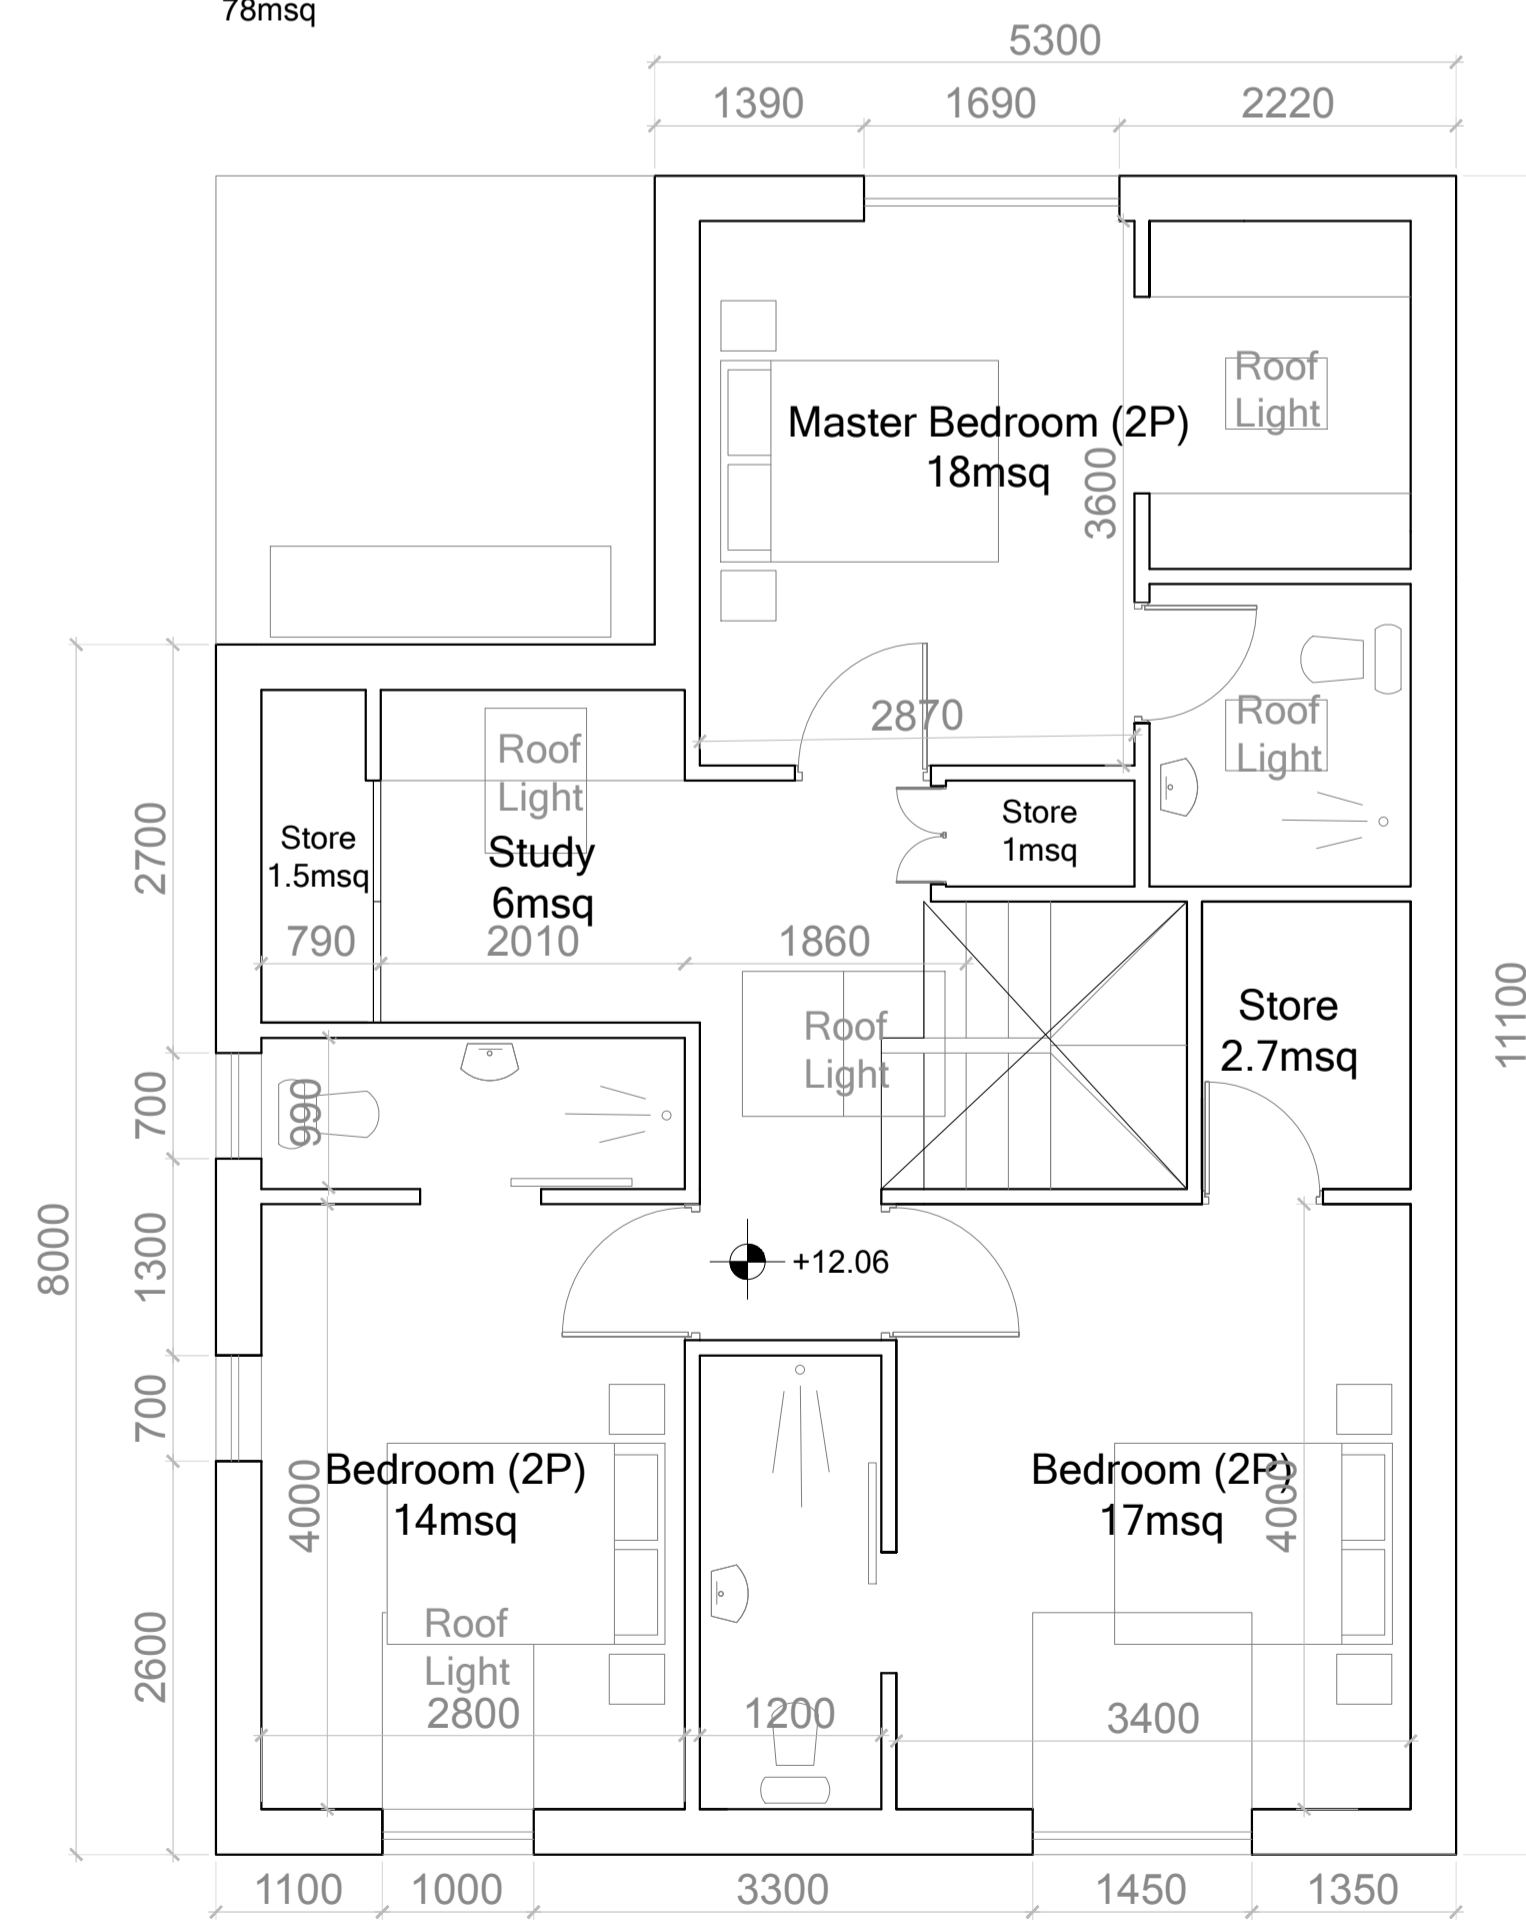 78msq
5300
1390
1690
2220
Roof
Light
Master Bedroom (2P)
18msq
3600
2870
Roof
Light
Roof
Light
Store
1msq
Store
1.5msq
Study
6msq
2700
790
2010
1860
Roof
Light
Store
2.7msq
11100
990
700
8000
1300
+12.06
700
Bedroom (2P)
14msq
4000
Bedroom (2P)
17msq
4000
Roof
Light
2600
2800
1200
3400
1100
1000
3300
1450
1350